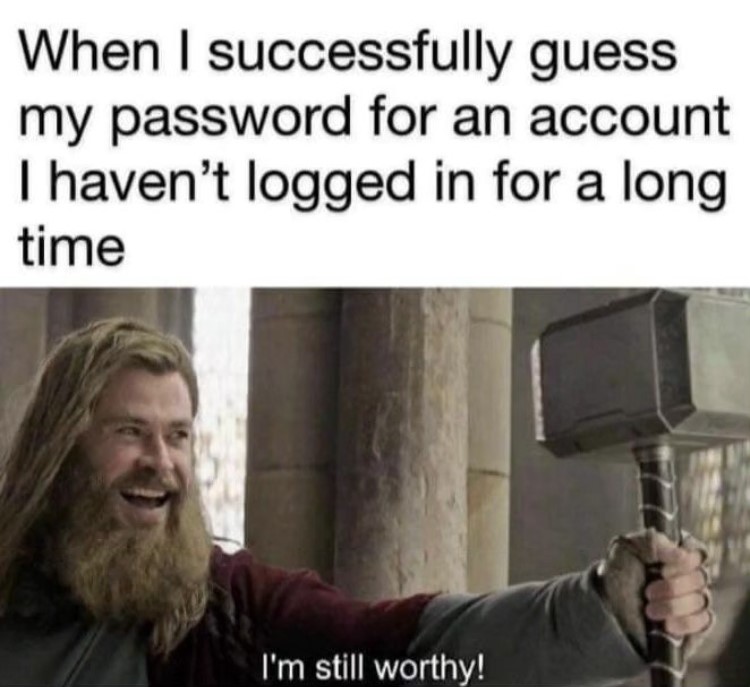 When I successfully guess
my password for an account
I haven’t logged in for a long
time
I'm still worthy!